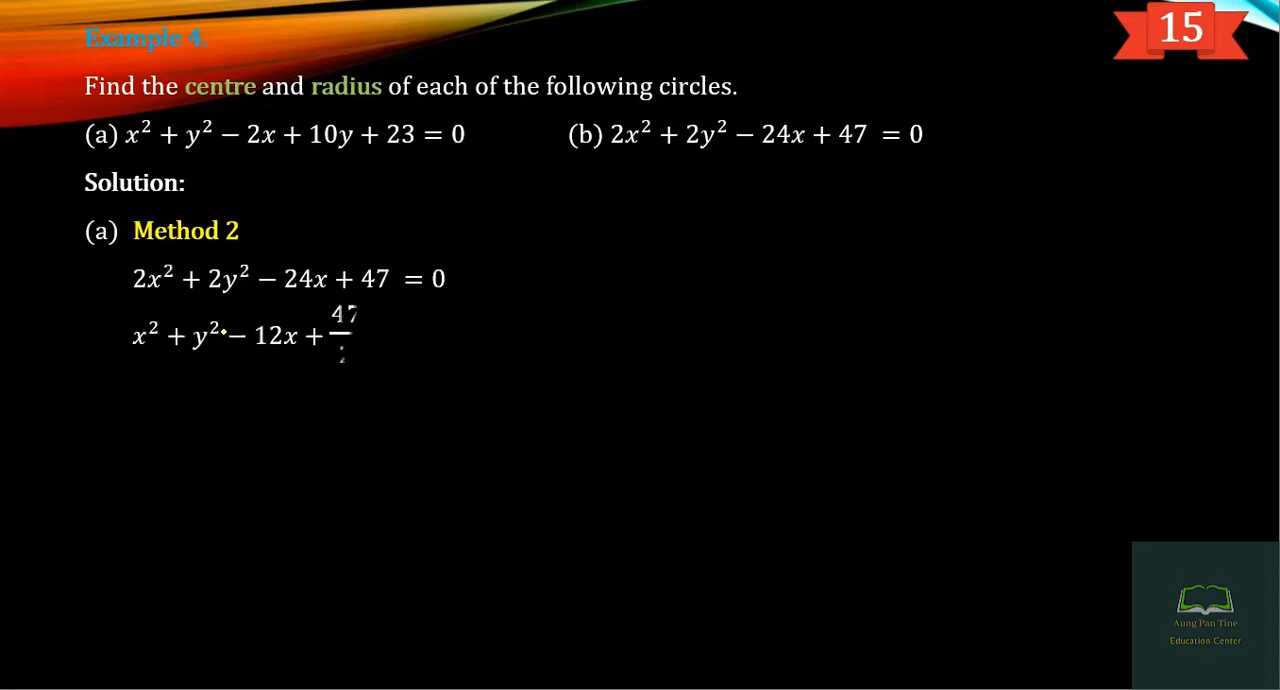 15
Example 4.
Find the centre and radius of each of the following circles.
(a) x² + y² − 2x + 10y + 23 = 0 (b) 2x² + 2y² − 24x + 47 = 0
Solution:
(a) Method 2
2x² + 2y² − 24x + 47 = 0
x² + y² − 12x + 47
Aung Pan Tine
Education Center